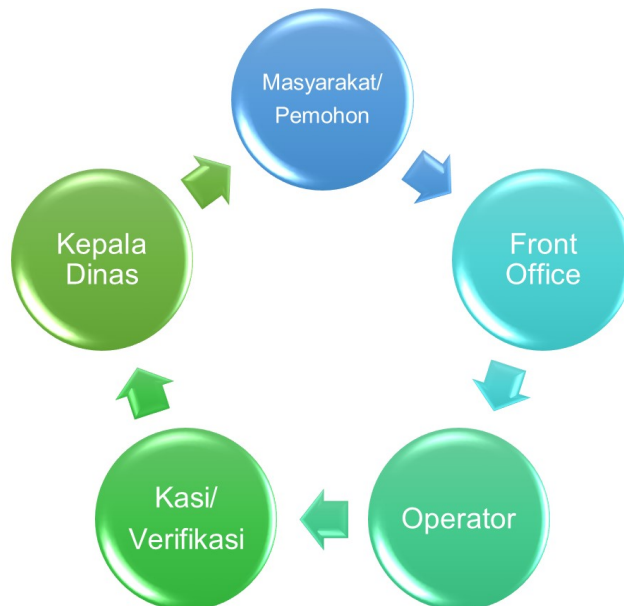 Masyarakat/
Pemohon
Front
Office
Operator
Kasi/
Verifikasi
Kepala
Dinas